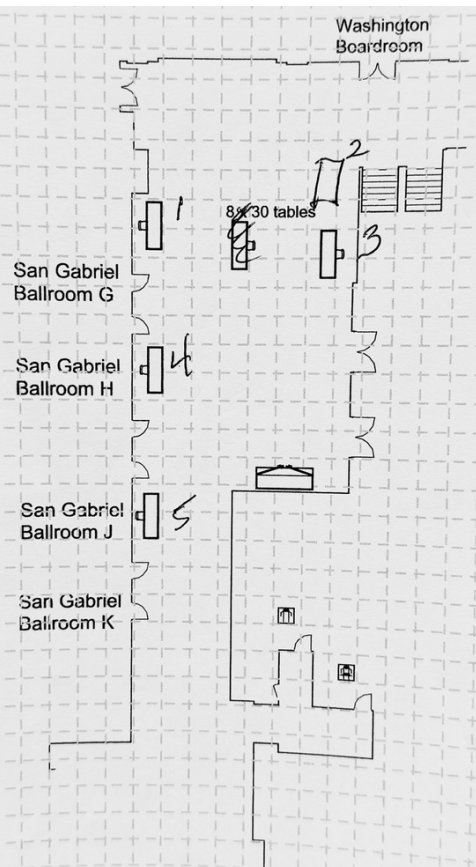 Washington
Boardroom
2
1
8 x 30 tables
3
San Gabriel
Ballroom G
San Gabriel
Ballroom H
4
San Gabriel
Ballroom J
5
San Gabriel
Ballroom K